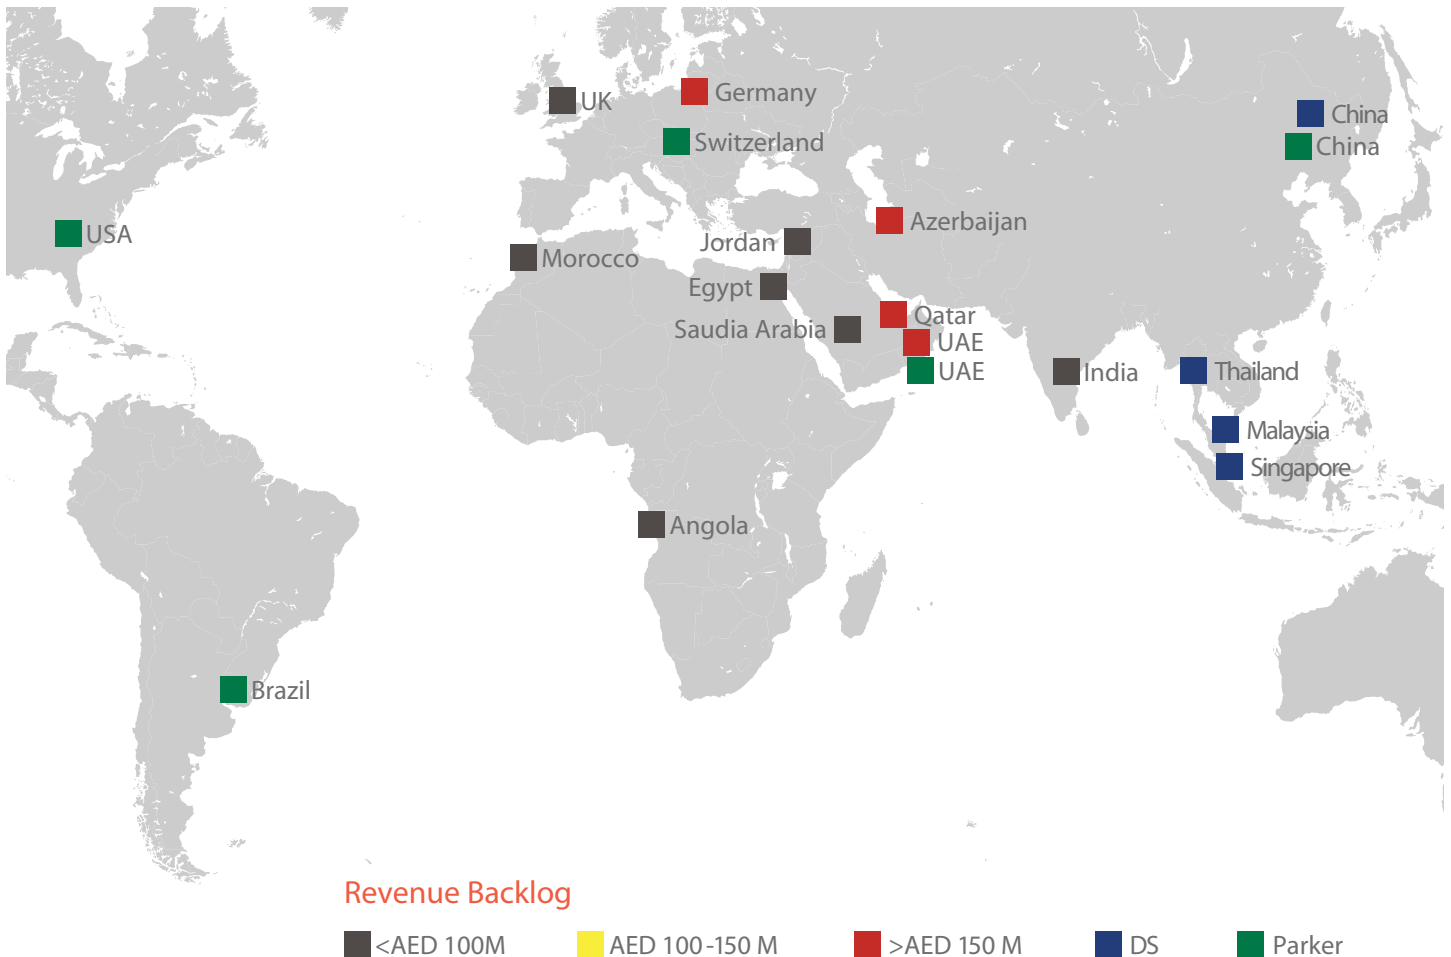 Germany
UK
China
Switzerland
China
USA
Azerbaijan
Jordan
Morocco
Egypt
Qatar
Saudia Arabia
UAE
UAE
India
Thailand
Malaysia
Singapore
Angola
Brazil
Revenue Backlog
<AED 100M
AED 100-150 M
>AED 150 M
DS
Parker